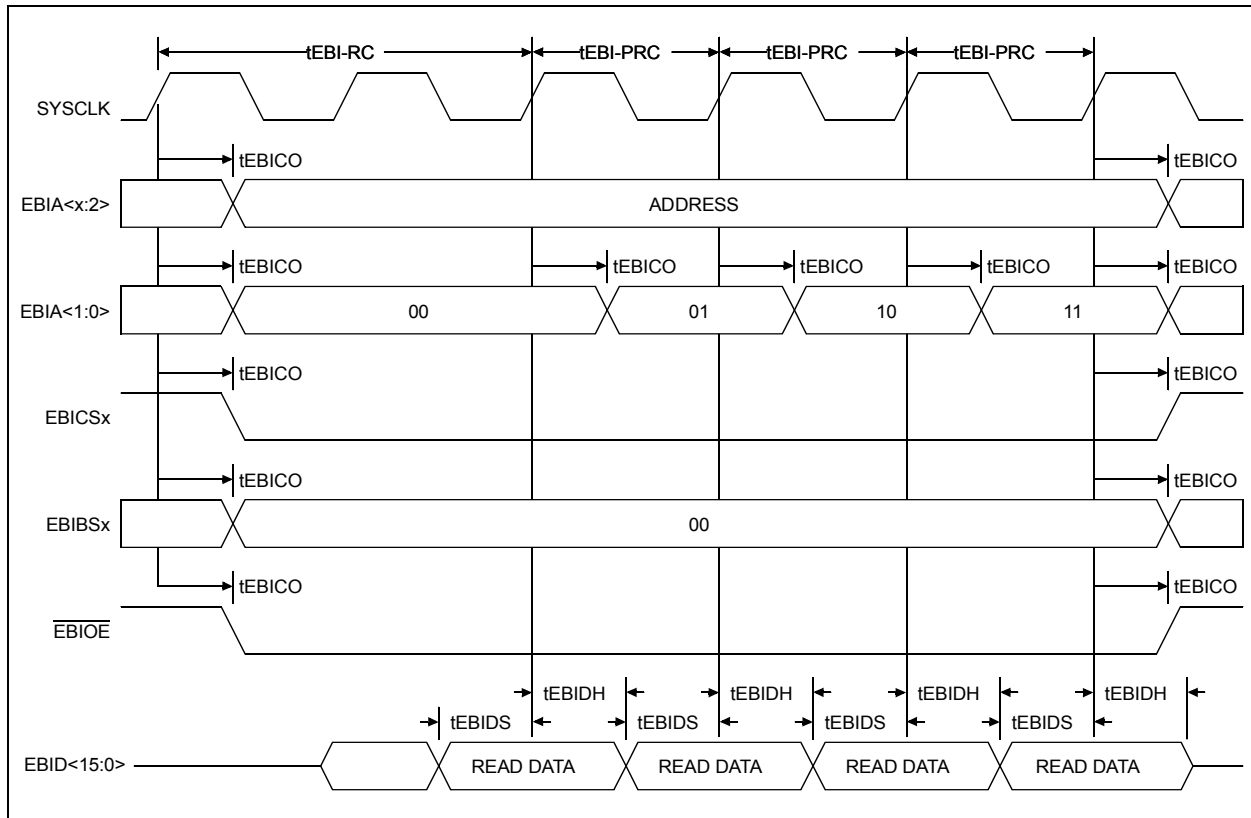 tEBI-RC tEBI-PRC tEBI-PRC tEBI-PRC
SYSCLK
tEBICO tEBICO
EBIA<x:2> ADDRESS
tEBICO tEBICO tEBICO tEBICO tEBICO
EBIA<1:0> 00 01 10 11
tEBICO tEBICO
EBICSx
tEBICO tEBICO
EBIBSx 00
tEBICO tEBICO
EBIOE
tEBIDH tEBIDH tEBIDH tEBIDH
tEBIDS tEBIDS tEBIDS tEBIDS
EBID<15:0> READ DATA READ DATA READ DATA READ DATA